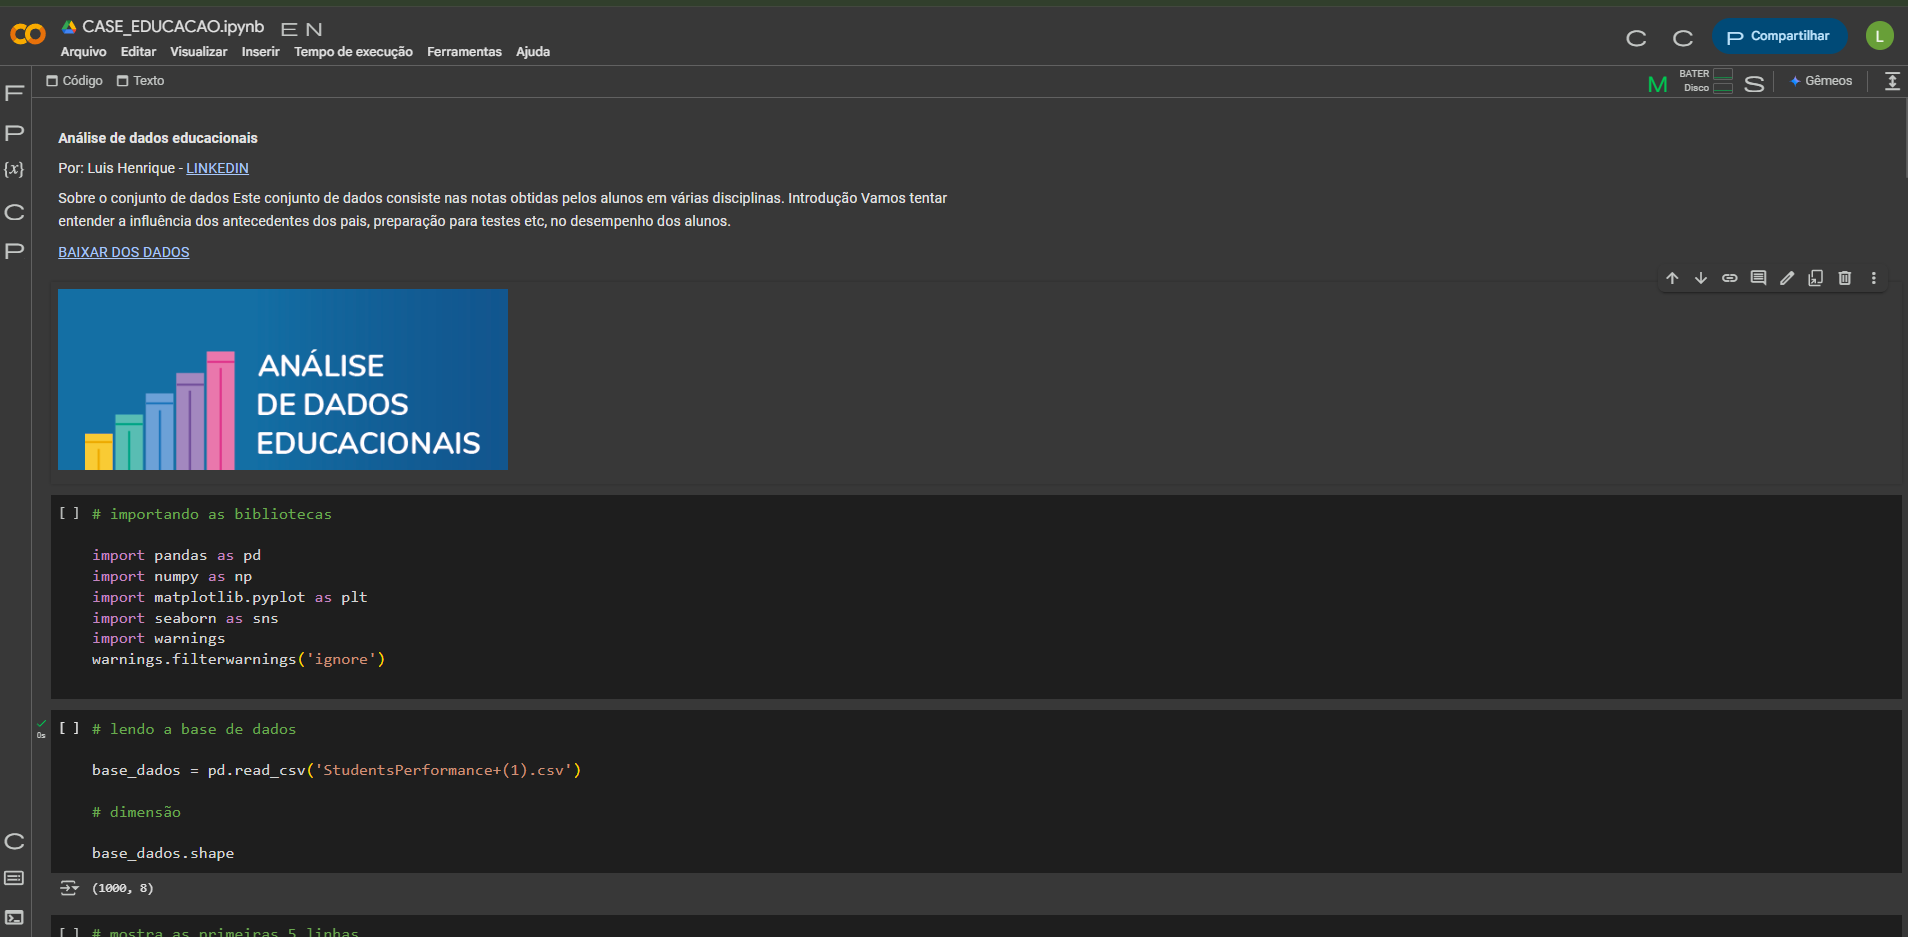 CASE_EDUCACAO.ipynb E N
Arquivo Editar Visualizar Inserir Tempo de execução Ferramentas Ajuda
C C P Compartilhar L
Código Texto
M BATER Disco S Gêmeos
F
P
{x}
C
P
Análise de dados educacionais
Por: Luis Henrique - LINKEDIN
Sobre o conjunto de dados Este conjunto de dados consiste nas notas obtidas pelos alunos em várias disciplinas. Introdução Vamos tentar
entender a influência dos antecedentes dos pais, preparação para testes etc, no desempenho dos alunos.
BAIXAR DOS DADOS
ANÁLISE
DE DADOS
EDUCACIONAIS
[ ] # importando as bibliotecas
import pandas as pd
import numpy as np
import matplotlib.pyplot as plt
import seaborn as sns
import warnings
warnings.filterwarnings('ignore')
0s
[ ] # lendo a base de dados
base_dados = pd.read_csv('StudentsPerformance+(1).csv')
# dimensão
base_dados.shape
C
(1000, 8)
[ ] # mostra as primeiras 5 linhas